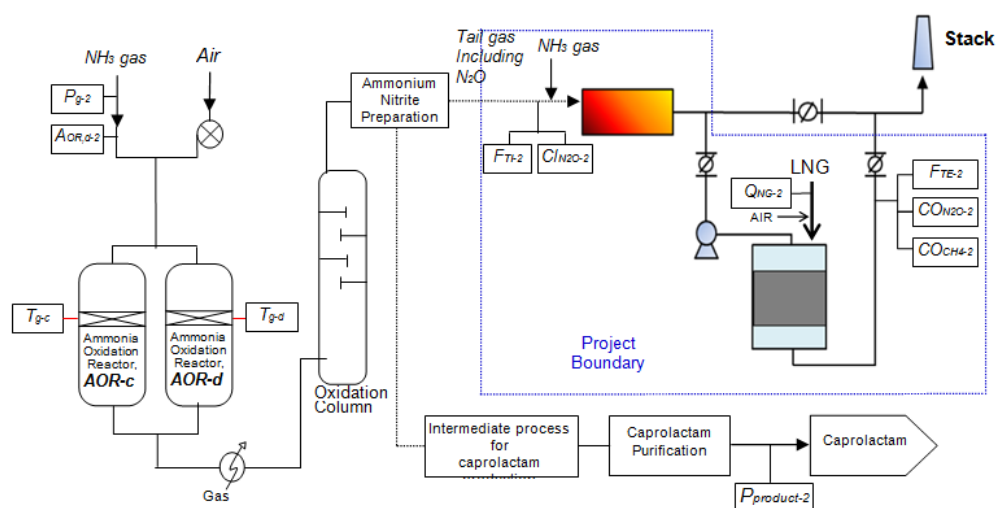 NH3 gas
Air
Pg-2
AOR,d-2
Tail gas
Including
N2O
NH3 gas
Stack
Ammonium
Nitrite
Preparation
FTI-2
CIN2O-2
LNG
QNG-2
AIR
FTE-2
CON2O-2
COCH4-2
Tg-c
Tg-d
Ammonia
Oxidation
Reactor,
AOR-c
Ammonia
Oxidation
Reactor,
AOR-d
Project
Boundary
Oxidation
Column
Gas
Intermediate process
for
caprolactam
Caprolactam
Purification
Caprolactam
Pproduct-2